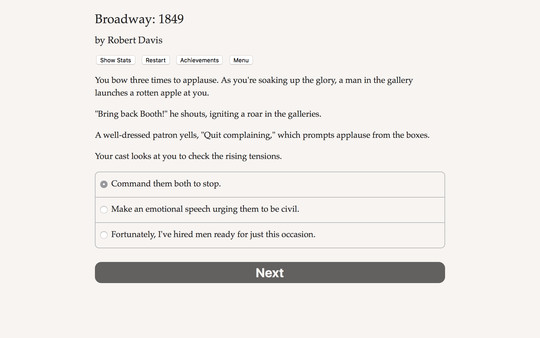 Broadway: 1849
by Robert Davis
Show Stats Restart Achievements Menu
You bow three times to applause. As you're soaking up the glory, a man in the gallery
launches a rotten apple at you.
"Bring back Booth!" he shouts, igniting a roar in the galleries.
A well-dressed patron yells, "Quit complaining," which prompts applause from the boxes.
Your cast looks at you to check the rising tensions.
Command them both to stop.
Make an emotional speech urging them to be civil.
Fortunately, I've hired men ready for just this occasion.
Next